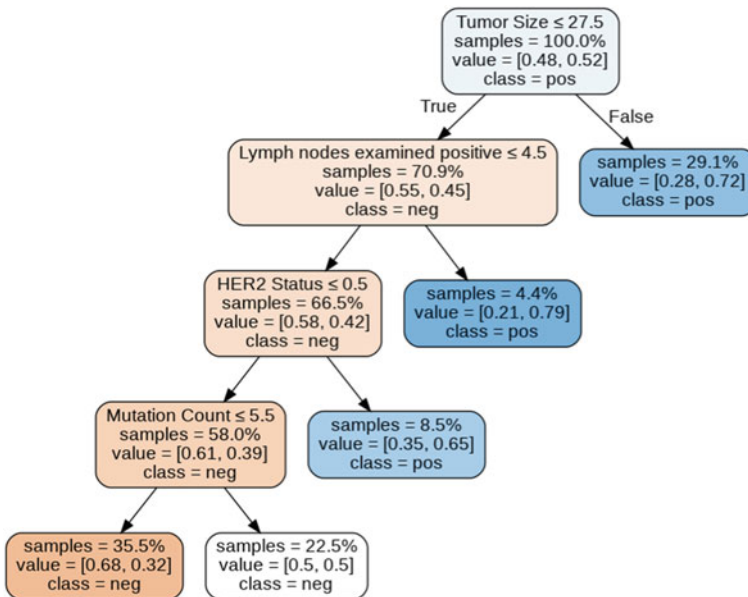 Tumor Size ≤ 27.5
samples = 100.0%
value = [0.48, 0.52]
class = pos
True
False
Lymph nodes examined positive ≤ 4.5
samples = 70.9%
value = [0.55, 0.45]
class = neg
samples = 29.1%
value = [0.28, 0.72]
class = pos
HER2 Status ≤ 0.5
samples = 66.5%
value = [0.58, 0.42]
class = neg
samples = 4.4%
value = [0.21, 0.79]
class = pos
Mutation Count ≤ 5.5
samples = 58.0%
value = [0.61, 0.39]
class = neg
samples = 8.5%
value = [0.35, 0.65]
class = pos
samples = 35.5%
value = [0.68, 0.32]
class = neg
samples = 22.5%
value = [0.5, 0.5]
class = neg